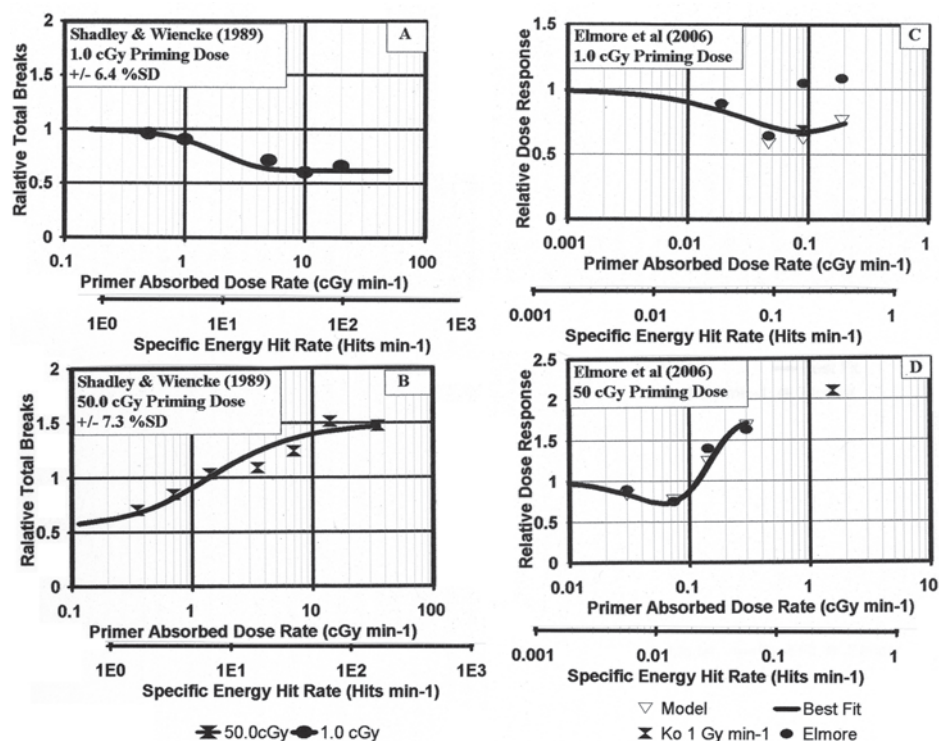 Shadley & Wiencke (1989)
1.0 cGy Priming Dose
+/- 6.4 %SD
A
Ralative Total Breaks
2
1.5
1
0.5
0
0.1 1 10 100
Primer Absorbed Dose Rate (cGy min-1)
1E0 1E1 1E2 1E3
Specific Energy Hit Rate (Hits min-1)
Shadley & Wiencke (1989)
50.0 cGy Priming Dose
+/- 7.3 %SD
B
Ralative Total Breaks
2
1.5
1
0.5
0
0.1 1 10 100
Primer Absorbed Dose Rate (cGy min-1)
1E0 1E1 1E2 1E3
Specific Energy Hit Rate (Hits min-1)
50.0cGy 1.0 cGy
Elmore et al (2006)
1.0 cGy Priming Dose
C
Relative Dose Response
1.5
1.0
0.5
0
0.001 0.01 0.1 1
Primer Absorbed Dose Rate (cGy min-1)
0.001 0.01 0.1 1
Specific Energy Hit Rate (Hits min-1)
Elmore et al (2006)
50 cGy Priming Dose
D
Relative Dose Response
2.5
2
1.5
1
0.5
0
0.01 0.1 1 10
Primer Absorbed Dose Rate (cGy min-1)
0.001 0.01 0.1 1
Specific Energy Hit Rate (Hits min-1)
Model Best Fit
Ko 1 Gy min-1 Elmore